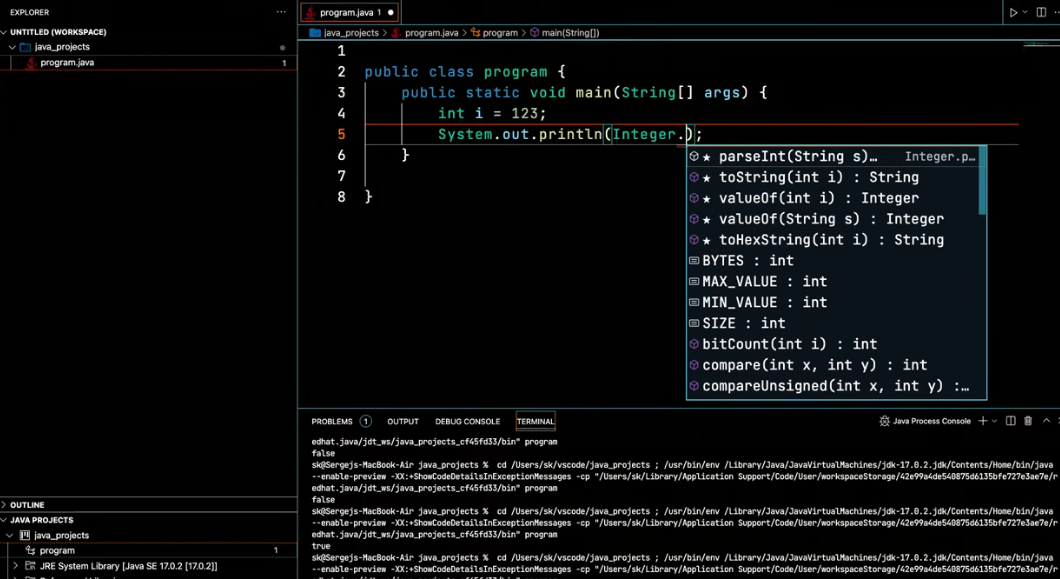 EXPLORER
UNTITLED (WORKSPACE)
java_projects
program.java 1
program.java 1
java_projects > program.java > program > main(String[])
1
2 public class program {
3 public static void main(String[] args) {
4 int i = 123;
5 System.out.println(Integer.);
6 }
7
8 }
★ parseInt(String s)… Integer.p…
★ toString(int i) : String
★ valueOf(int i) : Integer
★ valueOf(String s) : Integer
★ toHexString(int i) : String
BYTES : int
MAX_VALUE : int
MIN_VALUE : int
SIZE : int
bitCount(int i) : int
compare(int x, int y) : int
compareUnsigned(int x, int y) :…
PROBLEMS 1 OUTPUT DEBUG CONSOLE TERMINAL
Java Process Console
edhat.java/jdt_ws/java_projects_cf45fd33/bin" program
false
sk@Sergejs-MacBook-Air java_projects % cd /Users/sk/vscode/java_projects ; /usr/bin/env /Library/Java/JavaVirtualMachines/jdk-17.0.2.jdk/Contents/Home/bin/java
--enable-preview -XX:+ShowCodeDetailsInExceptionMessages -cp "/Users/sk/Library/Application Support/Code/User/workspaceStorage/42e99a4de540875d6135bfe727e3ae7e/r
edhat.java/jdt_ws/java_projects_cf45fd33/bin" program
false
sk@Sergejs-MacBook-Air java_projects % cd /Users/sk/vscode/java_projects ; /usr/bin/env /Library/Java/JavaVirtualMachines/jdk-17.0.2.jdk/Contents/Home/bin/java
--enable-preview -XX:+ShowCodeDetailsInExceptionMessages -cp "/Users/sk/Library/Application Support/Code/User/workspaceStorage/42e99a4de540875d6135bfe727e3ae7e/r
edhat.java/jdt_ws/java_projects_cf45fd33/bin" program
true
sk@Sergejs-MacBook-Air java_projects % cd /Users/sk/vscode/java_projects ; /usr/bin/env /Library/Java/JavaVirtualMachines/jdk-17.0.2.jdk/Contents/Home/bin/java
--enable-preview -XX:+ShowCodeDetailsInExceptionMessages -cp "/Users/sk/Library/Application Support/Code/User/workspaceStorage/42e99a4de540875d6135bfe727e3ae7e/r
OUTLINE
JAVA PROJECTS
java_projects
program 1
JRE System Library [Java SE 17.0.2 [17.0.2]]